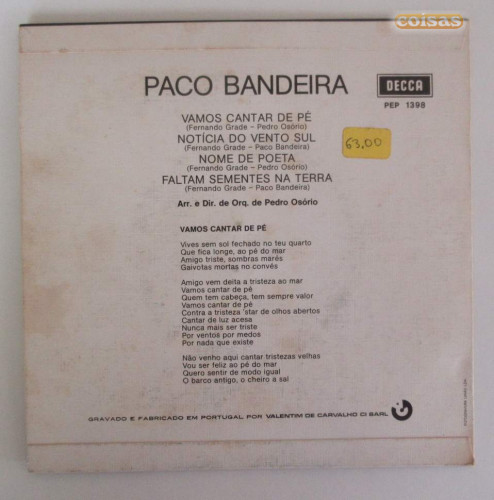 coisas
PACO BANDEIRA
DECCA
PEP 1398
VAMOS CANTAR DE PÉ
(Fernando Grade – Pedro Osório)
63.00
NOTÍCIA DO VENTO SUL
(Fernando Grade – Paco Bandeira)
NOME DE POETA
(Fernando Grade – Pedro Osório)
FALTAM SEMENTES NA TERRA
(Fernando Grade – Paco Bandeira)
Arr. e Dir. de Orq. de Pedro Osório
VAMOS CANTAR DE PÉ
Vives sem sol fechado no teu quarto
Que fica longe, ao pé do mar
Amigo triste, sombras marés
Gaivotas mortas no convés
Amigo vem deita a tristeza ao mar
Vamos cantar de pé
Quem tem cabeça, tem sempre valor
Vamos cantar de pé
Contra a tristeza 'star de olhos abertos
Cantar de luz acesa
Nunca mais ser triste
Por ventos por medos
Por nada que existe
Não venho aqui cantar tristezas velhas
Vou ser feliz ao pé do mar
Quero sentir de modo igual
O barco antigo, o cheiro a sal
GRAVADO E FABRICADO EM PORTUGAL POR VALENTIM DE CARVALHO CI SARL